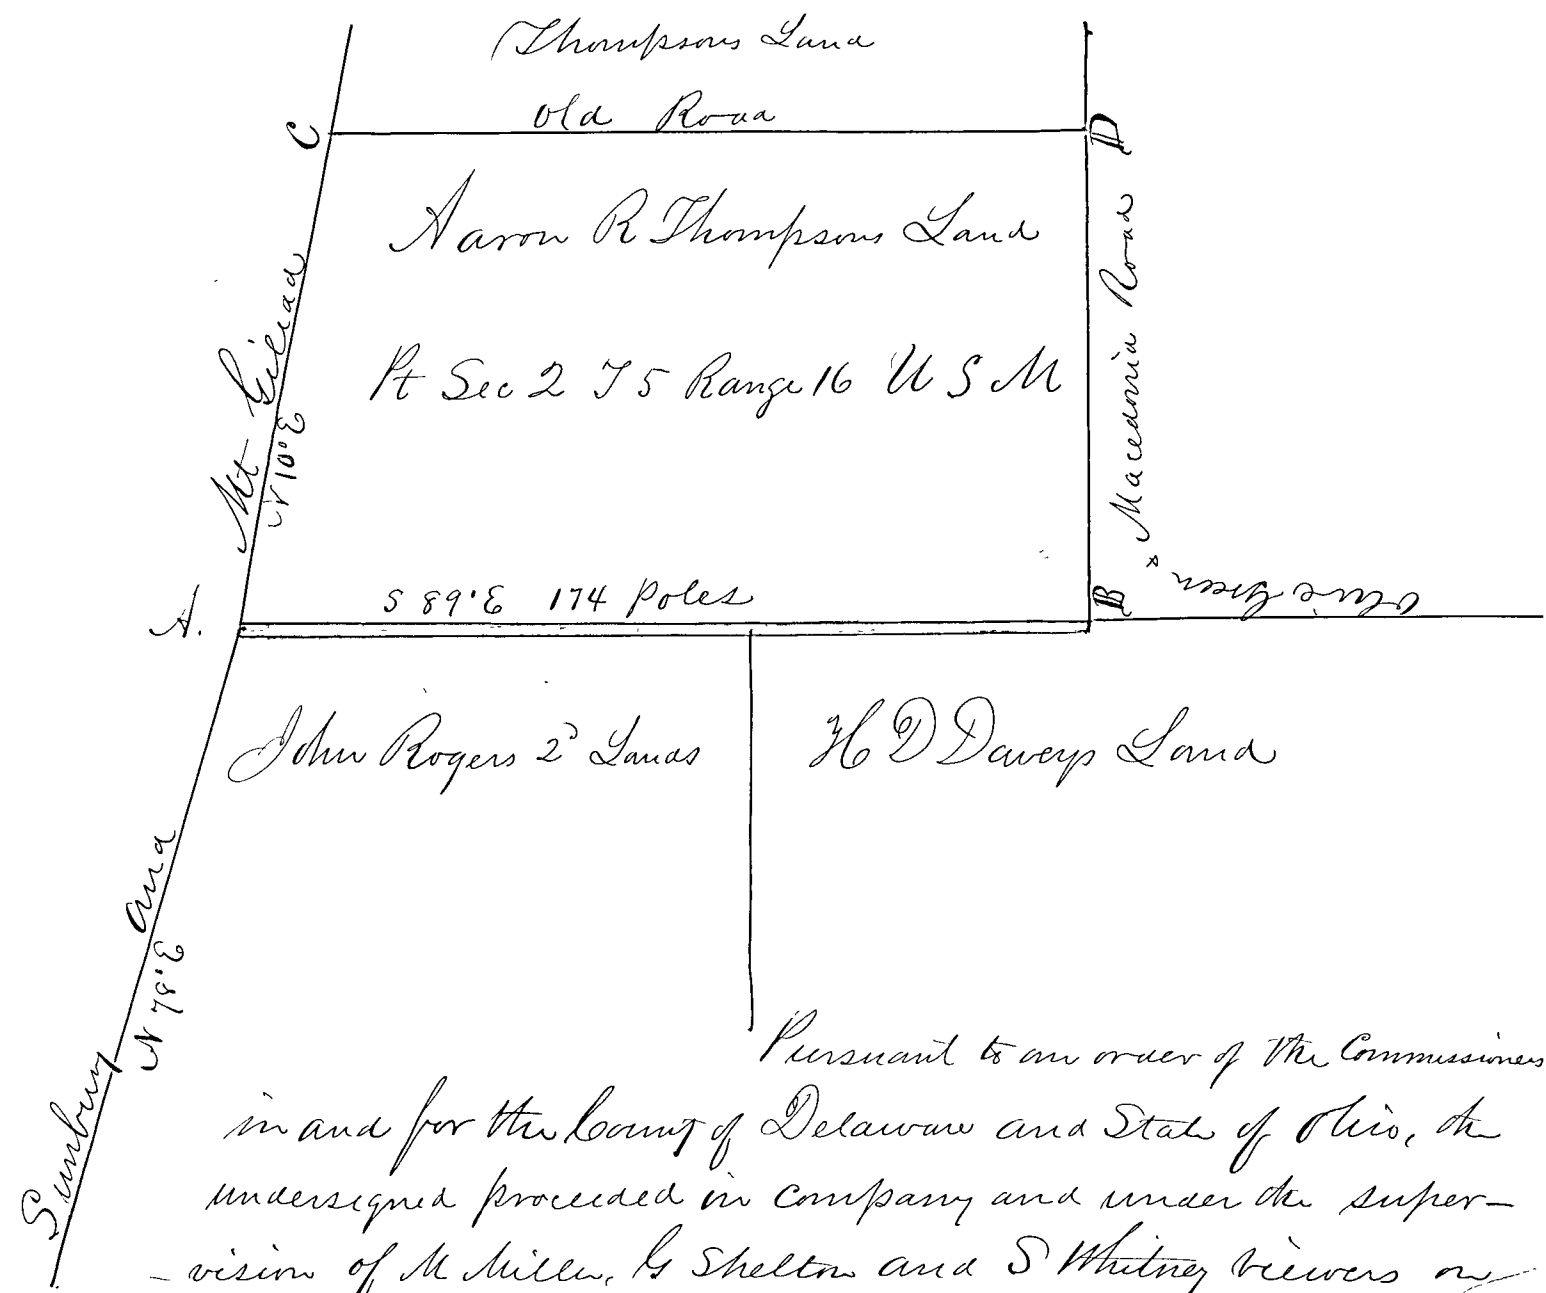 Thompsons Land
Old Road
C
D
Aaron R Thompsons Land
Mt Gilead
N 10° E
Macedonia Road
Pt Sec 2 T 5 Range 16 U S M
S 89° E 174 Poles
A.
B
Olive Green &
John Rogers 2d Lands
H D Daveys Land
Sunbury and
N 78° E
Pursuant to an order of the Commissioners
in and for the County of Delaware and State of Ohio, the
undersigned proceeded in company and under the super-
-vision of M Miller, G Shelton and S Whitney viewers on